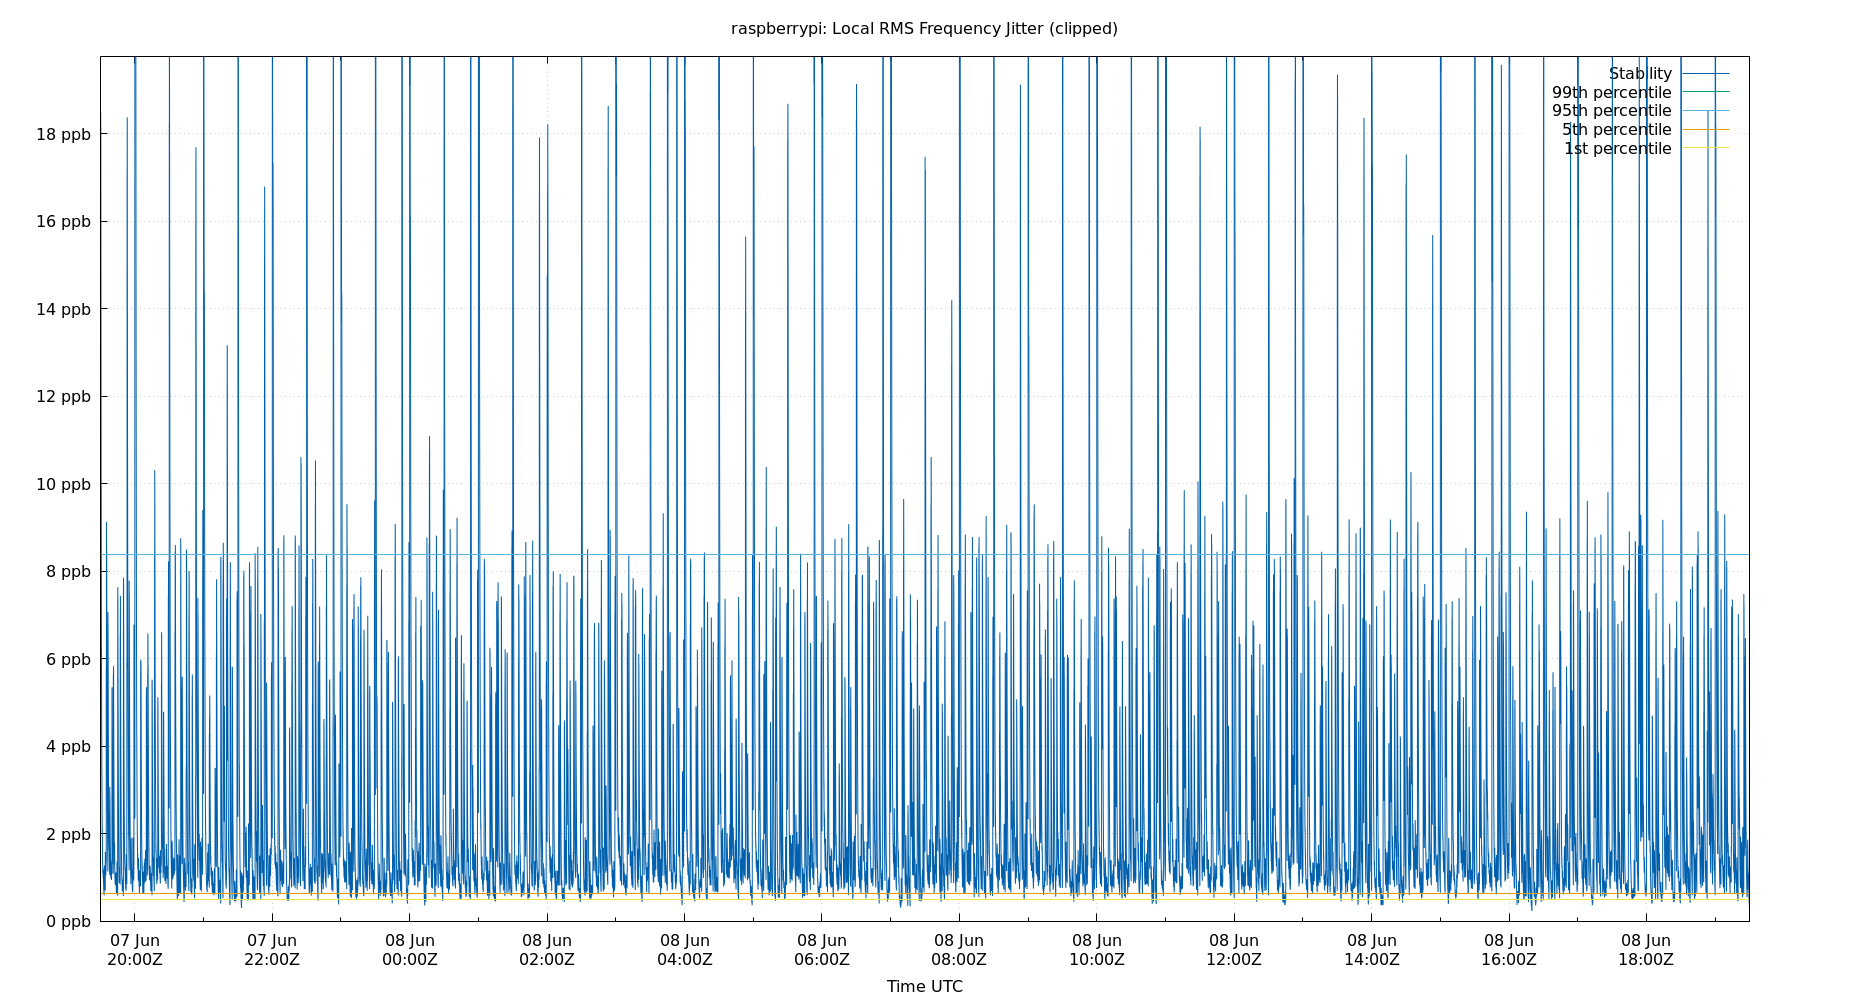 raspberrypi: Local RMS Frequency Jitter (clipped)
Stability
99th percentile
95th percentile
5th percentile
1st percentile
18 ppb
16 ppb
14 ppb
12 ppb
10 ppb
8 ppb
6 ppb
4 ppb
2 ppb
0 ppb
07 Jun 07 Jun 08 Jun 08 Jun 08 Jun 08 Jun 08 Jun 08 Jun 08 Jun 08 Jun 08 Jun 08 Jun
20:00Z 22:00Z 00:00Z 02:00Z 04:00Z 06:00Z 08:00Z 10:00Z 12:00Z 14:00Z 16:00Z 18:00Z
Time UTC